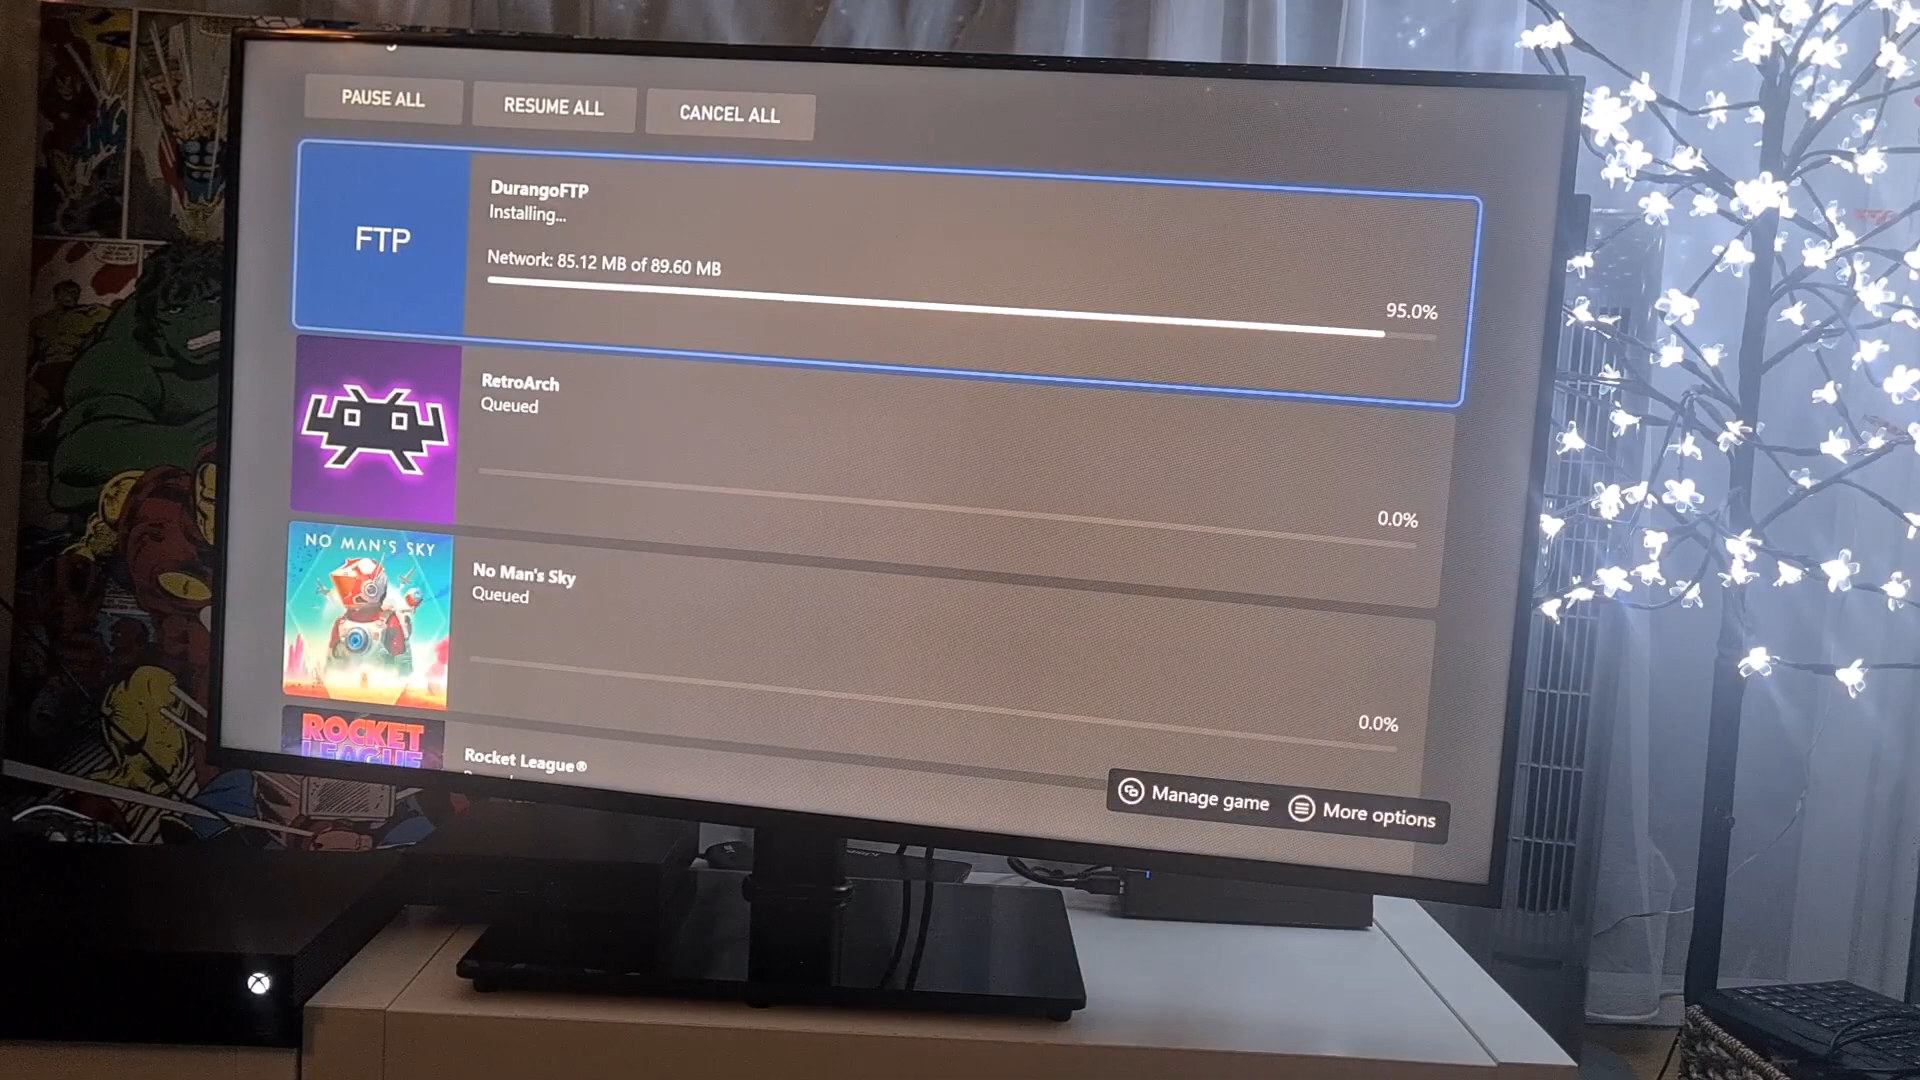 PAUSE ALL
RESUME ALL
CANCEL ALL
FTP
DurangoFTP
Installing...
Network: 85.12 MB of 89.60 MB
95.0%
RetroArch
Queued
0.0%
NO MAN'S SKY
No Man's Sky
Queued
0.0%
ROCKET
LEAGUE
Rocket League®
Manage game
More options